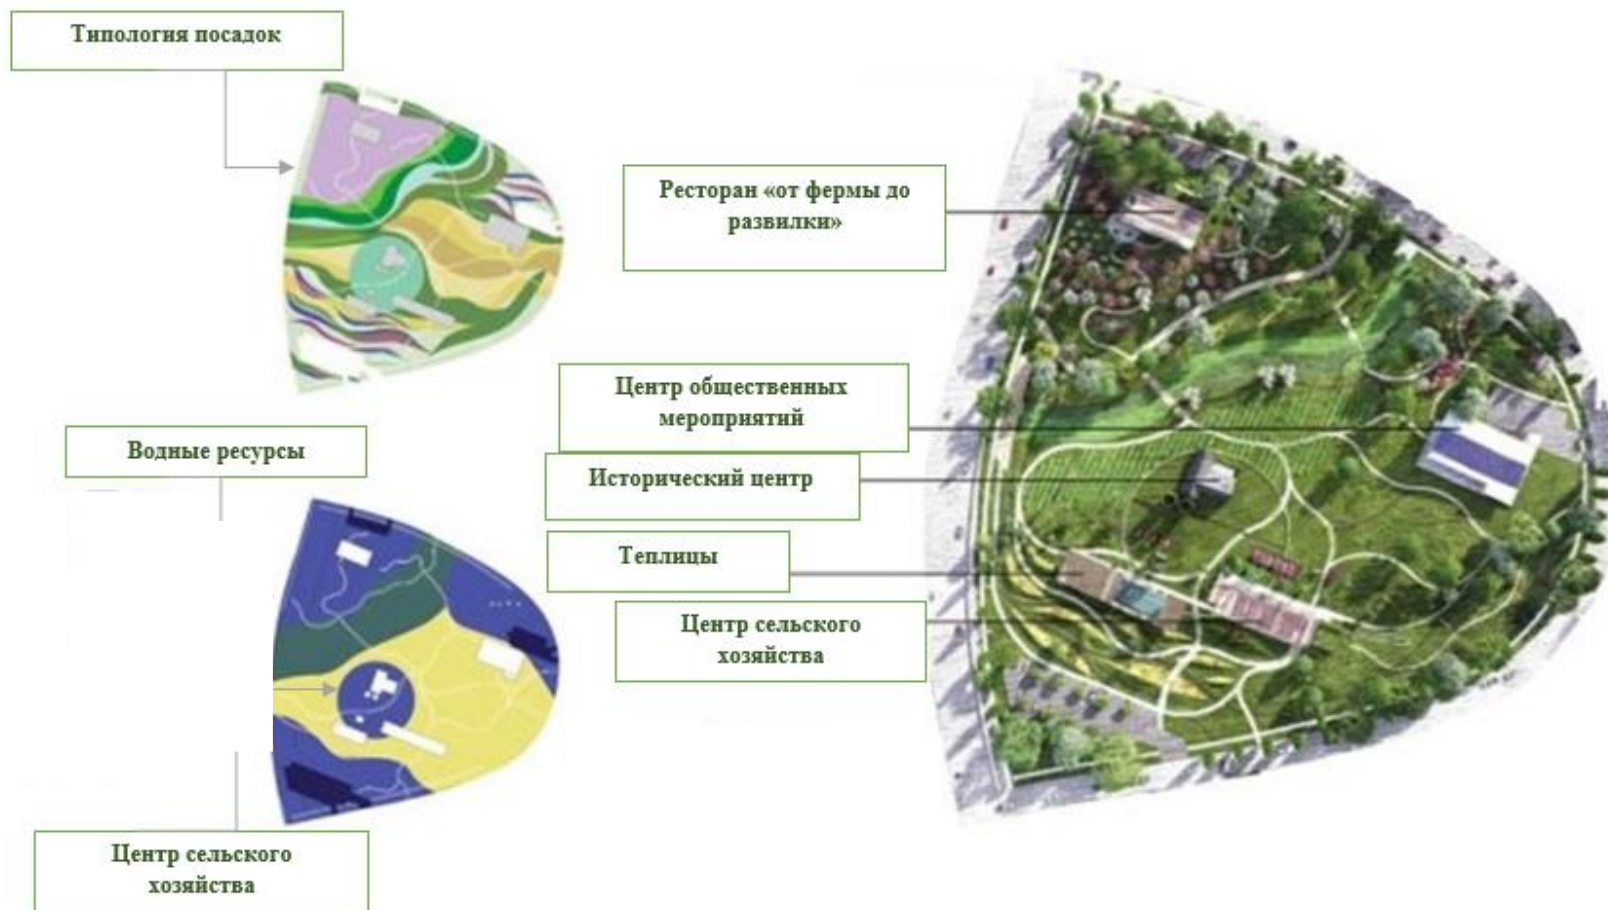 Типология посадок
Ресторан «от фермы до
развилки»
Центр общественных
мероприятий
Водные ресурсы
Исторический центр
Теплицы
Центр сельского
хозяйства
Центр сельского
хозяйства